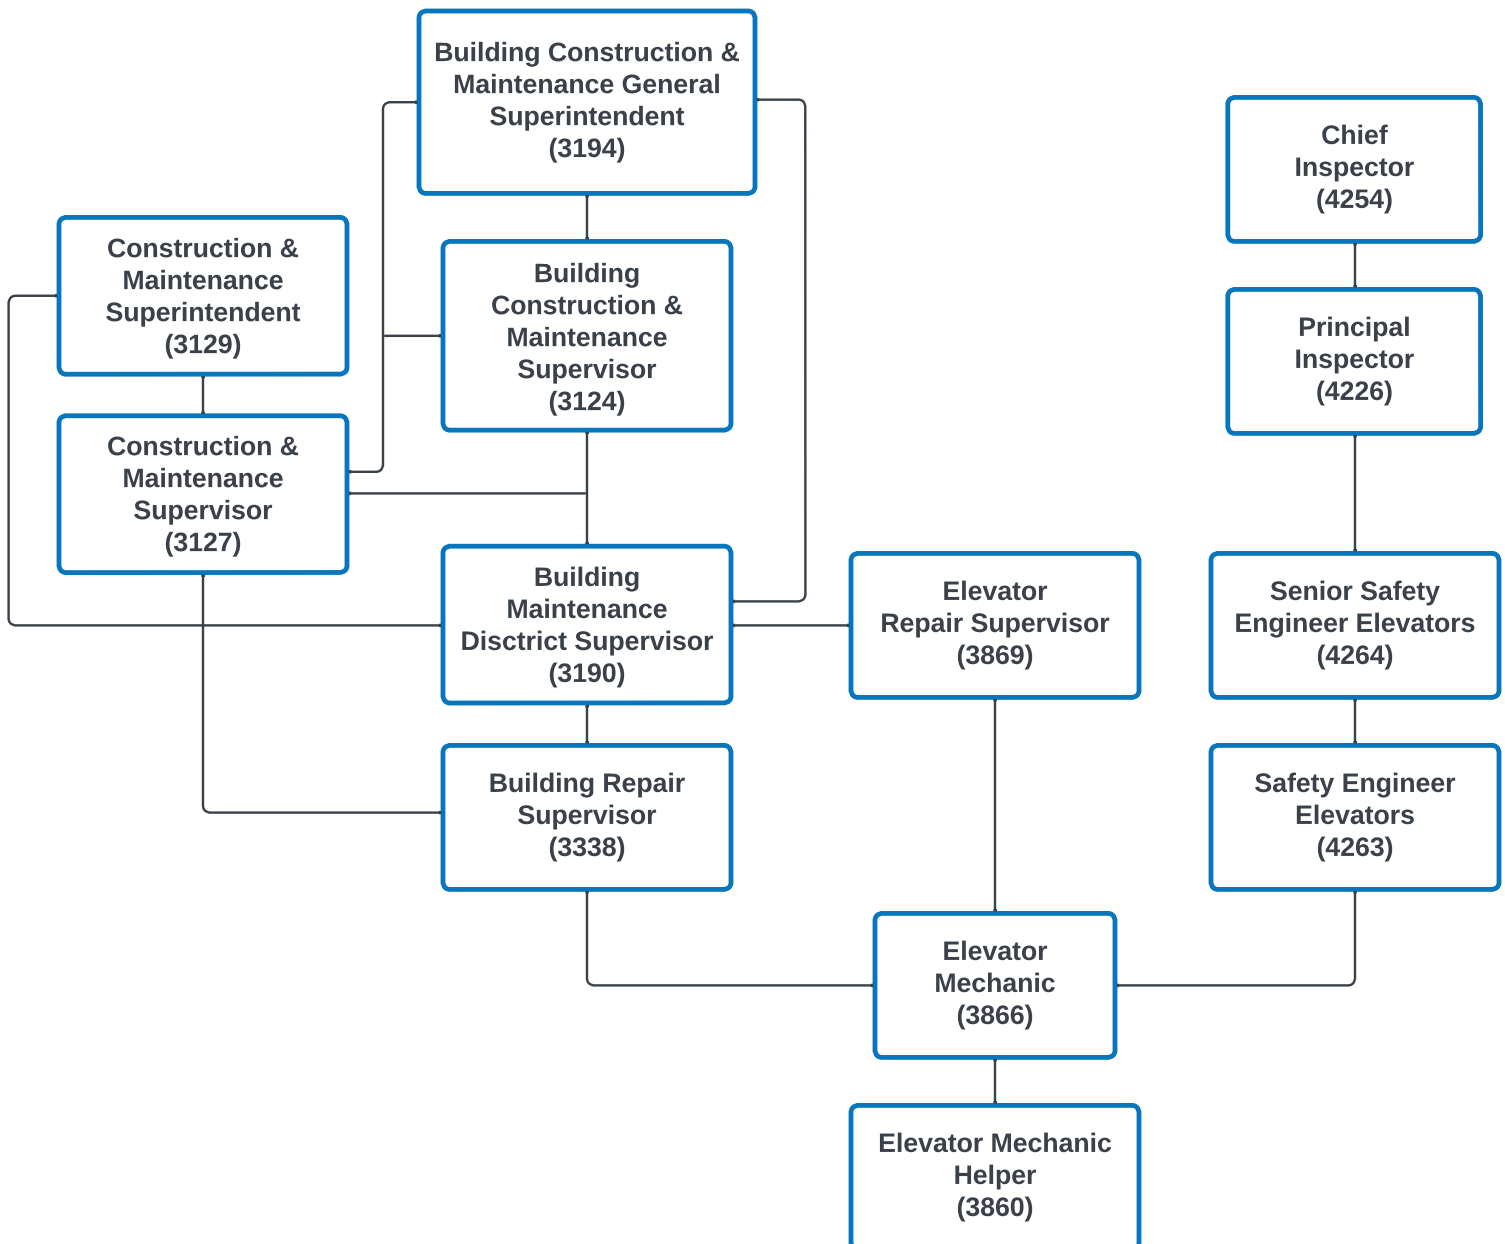 Building Construction &
Maintenance General
Superintendent
(3194)
Chief
Inspector
(4254)
Construction &
Maintenance
Superintendent
(3129)
Building
Construction &
Maintenance
Supervisor
(3124)
Principal
Inspector
(4226)
Construction &
Maintenance
Supervisor
(3127)
Building
Maintenance
Disctrict Supervisor
(3190)
Elevator
Repair Supervisor
(3869)
Senior Safety
Engineer Elevators
(4264)
Building Repair
Supervisor
(3338)
Safety Engineer
Elevators
(4263)
Elevator
Mechanic
(3866)
Elevator Mechanic
Helper
(3860)